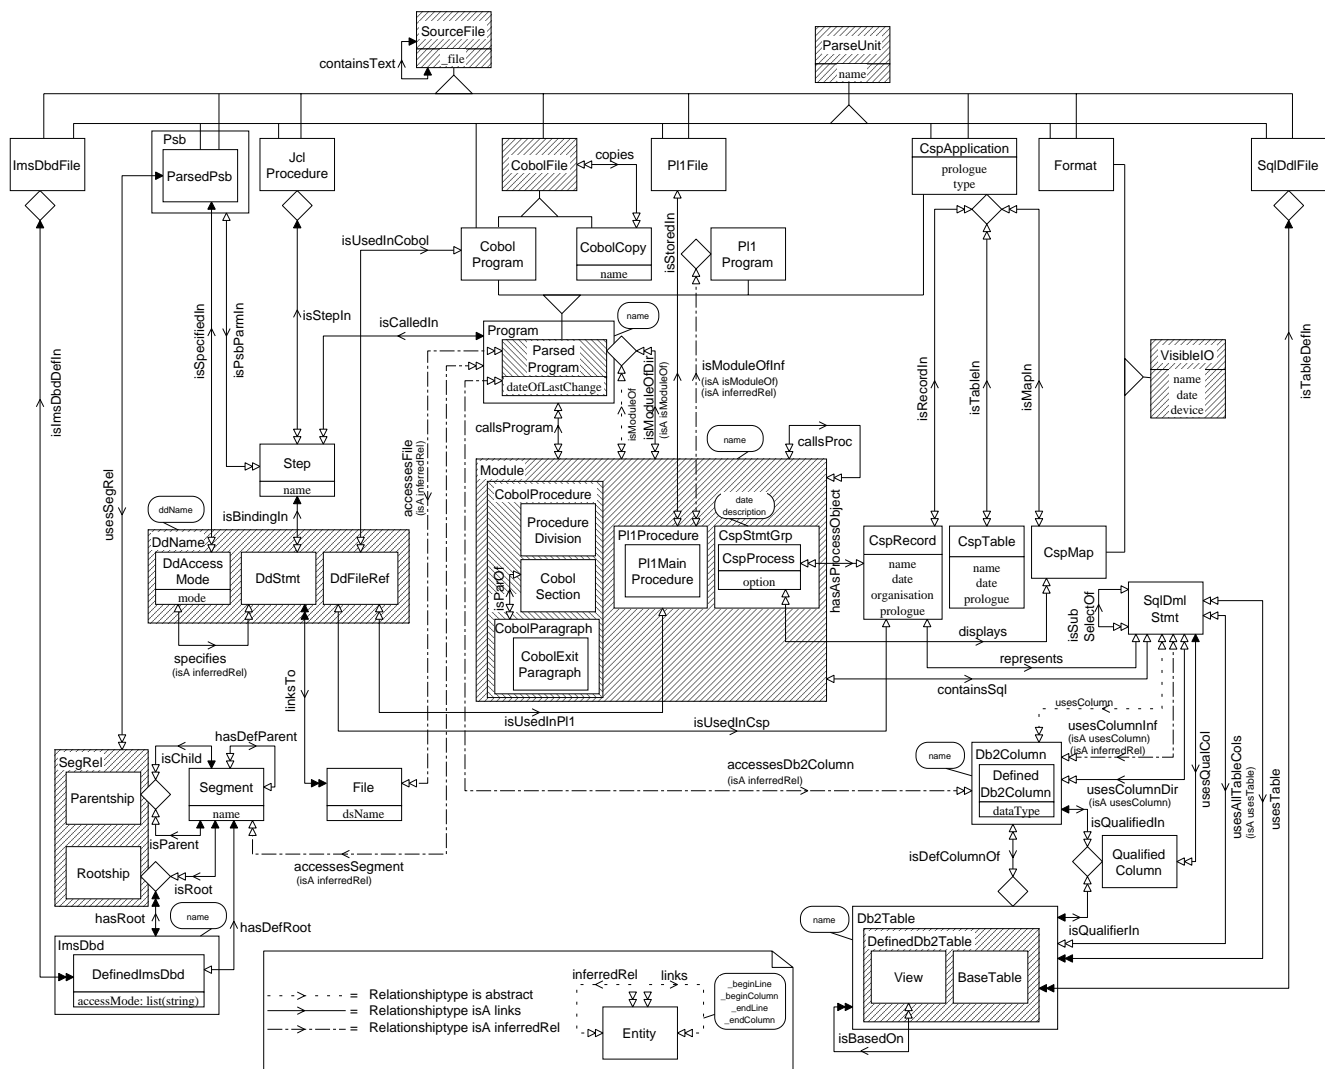 SourceFile
_file
containsText
ParseUnit
name
ImsDbdFile
Psb
ParsedPsb
Jcl
Procedure
CobolFile
copies
Pl1File
CspApplication
prologue
type
Format
SqlDdlFile
isUsedInCobol
Cobol
Program
CobolCopy
name
isStoredIn
Pl1
Program
isSpecifiedIn
isPsbParmIn
isStepIn
isCalledIn
Program
name
Parsed
Program
dateOfLastChange
isModuleOf
isModuleOfDir
(isA isModuleOf)
isModuleOfInf
(isA isModuleOf)
(isA inferredRel)
isRecordIn
isTableIn
isMapIn
VisibleIO
name
date
device
isImsDbdDefIn
isTableDefIn
callsProgram
name
callsProc
Step
name
isBindingIn
accessesFile
(isA inferredRel)
usesSegRel
ddName
DdName
DdAccess
Mode
mode
DdStmt
DdFileRef
specifies
(isA inferredRel)
linksTo
Module
CobolProcedure
Procedure
Division
Cobol
Section
isParOf
CobolParagraph
CobolExit
Paragraph
Pl1Procedure
Pl1Main
Procedure
date
description
CspStmtGrp
CspProcess
option
hasAsProcessObject
CspRecord
name
date
organisation
prologue
CspTable
name
date
prologue
CspMap
SqlDml
Stmt
isSub
SelectOf
displays
represents
containsSql
isUsedInPl1
isUsedInCsp
usesColumn
usesColumnInf
(isA usesColumn)
(isA inferredRel)
usesColumnDir
(isA usesColumn)
usesQualCol
usesAllTableCols
(isA usesTable)
usesTable
SegRel
Parentship
Rootship
isChild
hasDefParent
Segment
name
isParent
isRoot
hasRoot
hasDefRoot
File
dsName
accessesSegment
(isA inferredRel)
accessesDb2Column
(isA inferredRel)
name
Db2Column
Defined
Db2Column
dataType
isQualifiedIn
isDefColumnOf
Qualified
Column
isQualifierIn
name
ImsDbd
DefinedImsDbd
accessMode: list(string)
name
Db2Table
DefinedDb2Table
View
BaseTable
isBasedOn
= Relationshiptype is abstract
= Relationshiptype isA links
= Relationshiptype isA inferredRel
inferredRel
links
Entity
_beginLine
_beginColumn
_endLine
_endColumn